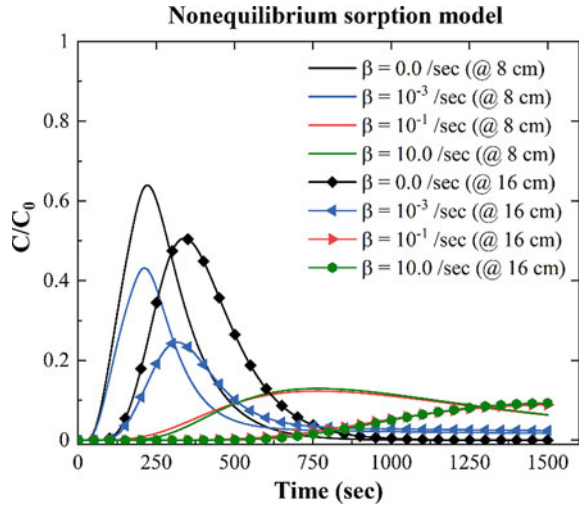 Nonequilibrium sorption model
C/C₀
1
0.8
0.6
0.4
0.2
0
β = 0.0 /sec (@ 8 cm)
β = 10⁻³ /sec (@ 8 cm)
β = 10⁻¹ /sec (@ 8 cm)
β = 10.0 /sec (@ 8 cm)
β = 0.0 /sec (@ 16 cm)
β = 10⁻³ /sec (@ 16 cm)
β = 10⁻¹ /sec (@ 16 cm)
β = 10.0 /sec (@ 16 cm)
0 250 500 750 1000 1250 1500
Time (sec)